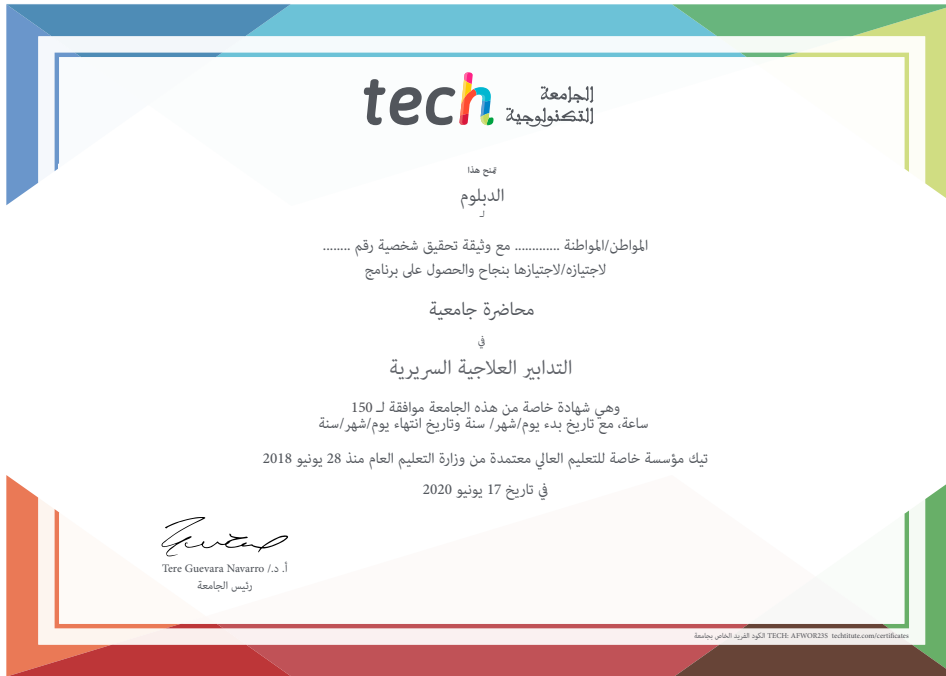 tech الجامعة
التكنولوجية
تمنح هذا
الدبلوم
لـ
المواطن/المواطنة ............ مع وثيقة تحقيق شخصية رقم ........
لاجتيازه/لاجتيازها بنجاح والحصول على برنامج
محاضرة جامعية
في
التدابير العلاجية السريرية
وهي شهادة خاصة من هذه الجامعة موافقة لـ 150
ساعة، مع تاريخ بدء يوم/شهر/ سنة وتاريخ انتهاء يوم/شهر/سنة
تيك مؤسسة خاصة للتعليم العالي معتمدة من وزارة التعليم العام منذ 28 يونيو 2018
في تاريخ 17 يونيو 2020
أ. د./ Tere Guevara Navarro
رئيس الجامعة
الكود الفريد الخاص بجامعة TECH: AFWOR23S techtitute.com/certificates